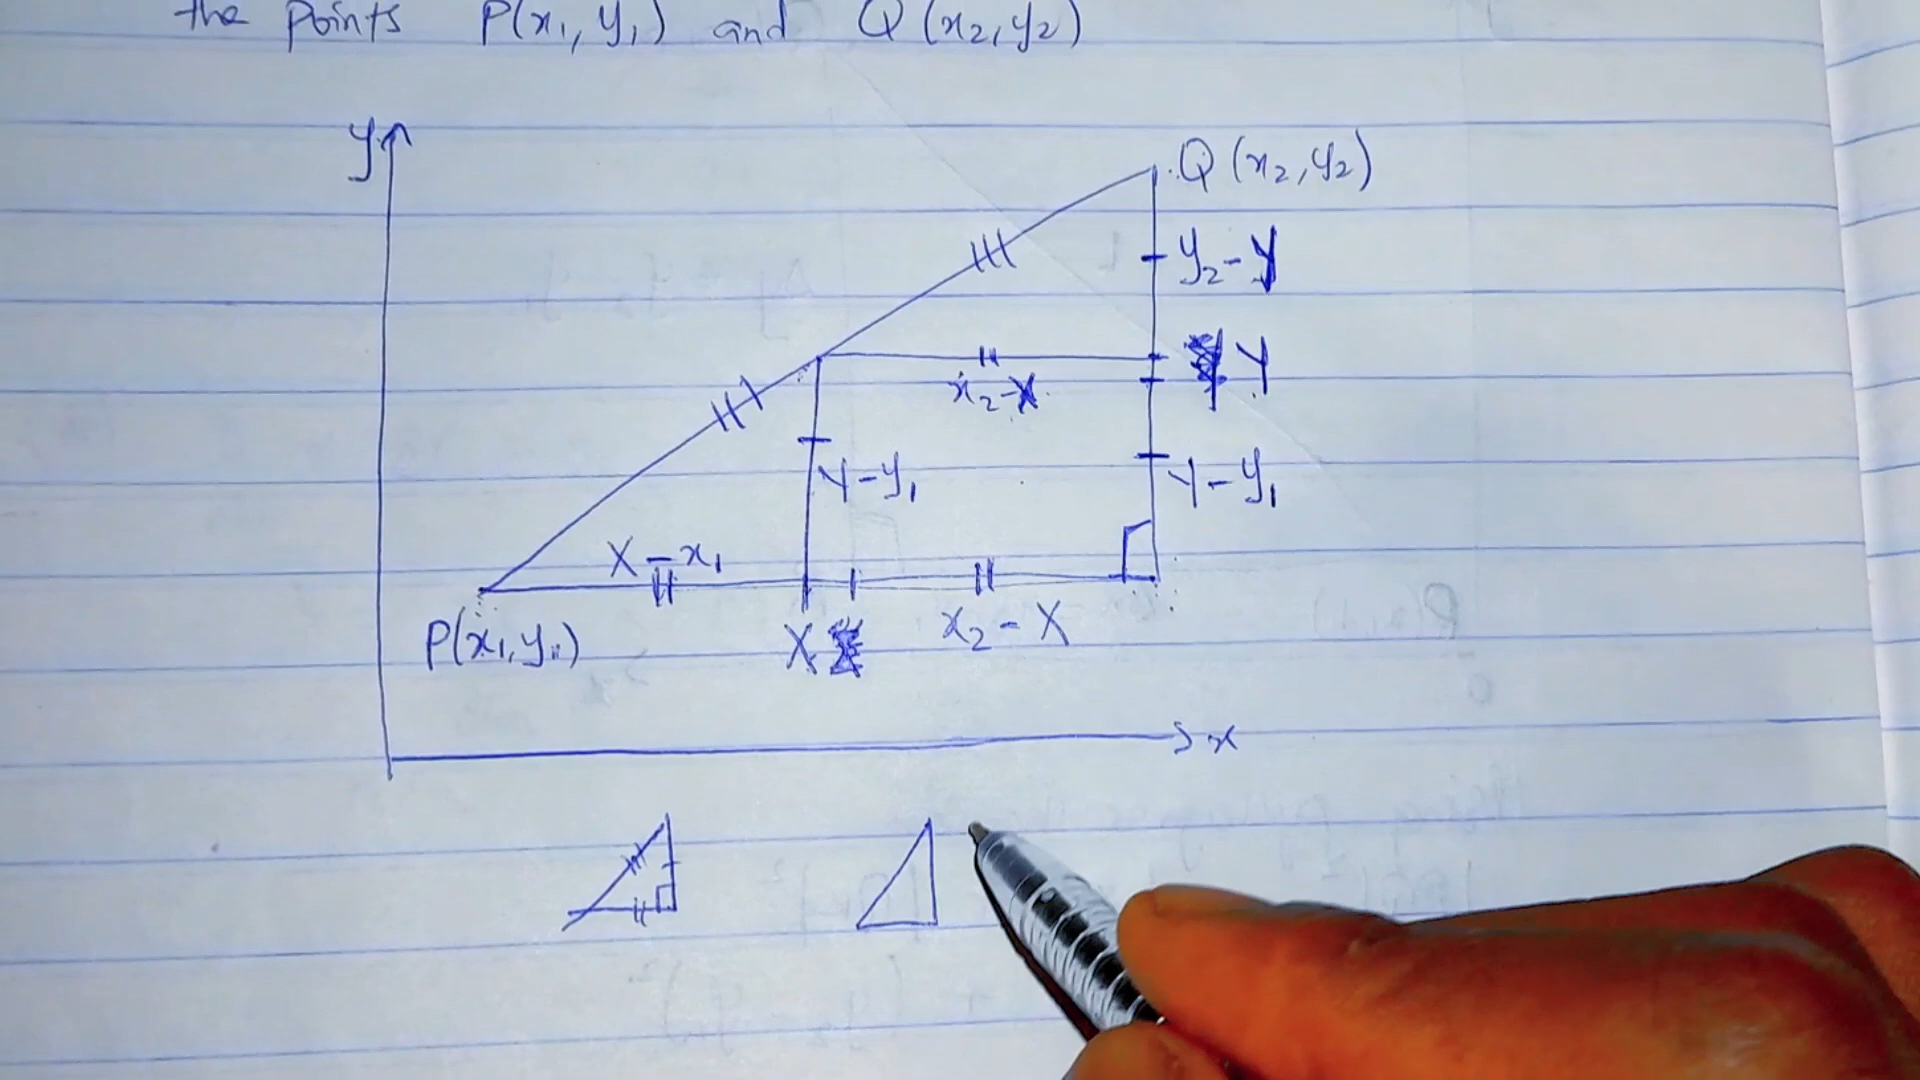 the points P(x₁, y₁) and Q(x₂, y₂)
y
Q(x₂, y₂)
y₂-y
Y
x₂-X
Y-y₁
Y-y₁
X-x₁
P(x₁, y₁)
X
x₂-X
x